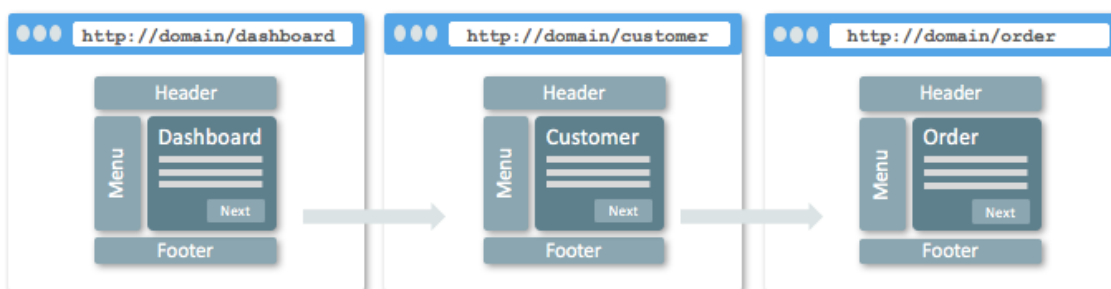 http://domain/dashboard
Header
Menu
Dashboard
Next
Footer
http://domain/customer
Header
Menu
Customer
Next
Footer
http://domain/order
Header
Menu
Order
Next
Footer